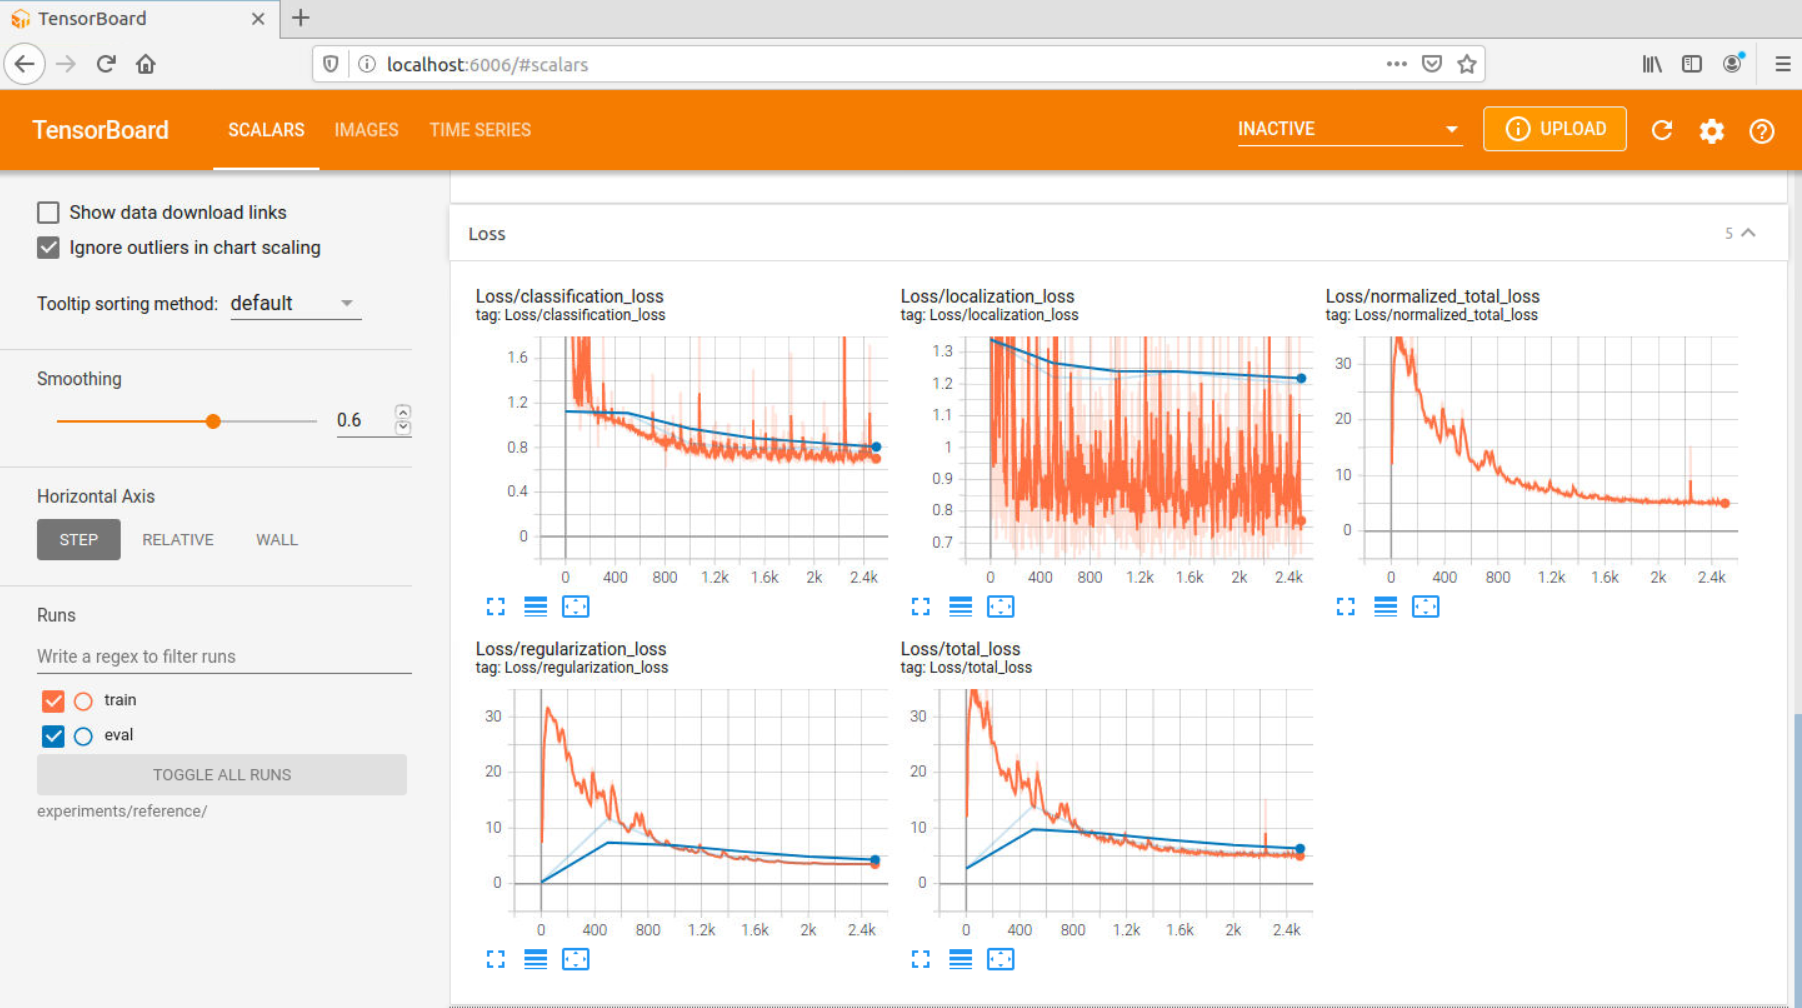 TensorBoard
localhost:6006/#scalars
TensorBoard SCALARS IMAGES TIME SERIES INACTIVE UPLOAD
Show data download links
Ignore outliers in chart scaling
Tooltip sorting method: default
Smoothing
0.6
Horizontal Axis
STEP RELATIVE WALL
Runs
Write a regex to filter runs
train
eval
TOGGLE ALL RUNS
experiments/reference/
Loss 5
Loss/classification_loss
tag: Loss/classification_loss
1.6
1.2
0.8
0.4
0
0 400 800 1.2k 1.6k 2k 2.4k
Loss/localization_loss
tag: Loss/localization_loss
1.3
1.2
1.1
1
0.9
0.8
0.7
0 400 800 1.2k 1.6k 2k 2.4k
Loss/normalized_total_loss
tag: Loss/normalized_total_loss
30
20
10
0
0 400 800 1.2k 1.6k 2k 2.4k
Loss/regularization_loss
tag: Loss/regularization_loss
30
20
10
0
0 400 800 1.2k 1.6k 2k 2.4k
Loss/total_loss
tag: Loss/total_loss
30
20
10
0
0 400 800 1.2k 1.6k 2k 2.4k